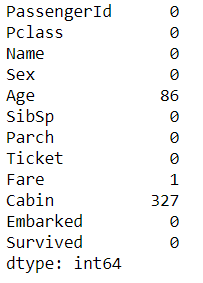 PassengerId 0
Pclass 0
Name 0
Sex 0
Age 86
SibSp 0
Parch 0
Ticket 0
Fare 1
Cabin 327
Embarked 0
Survived 0
dtype: int64